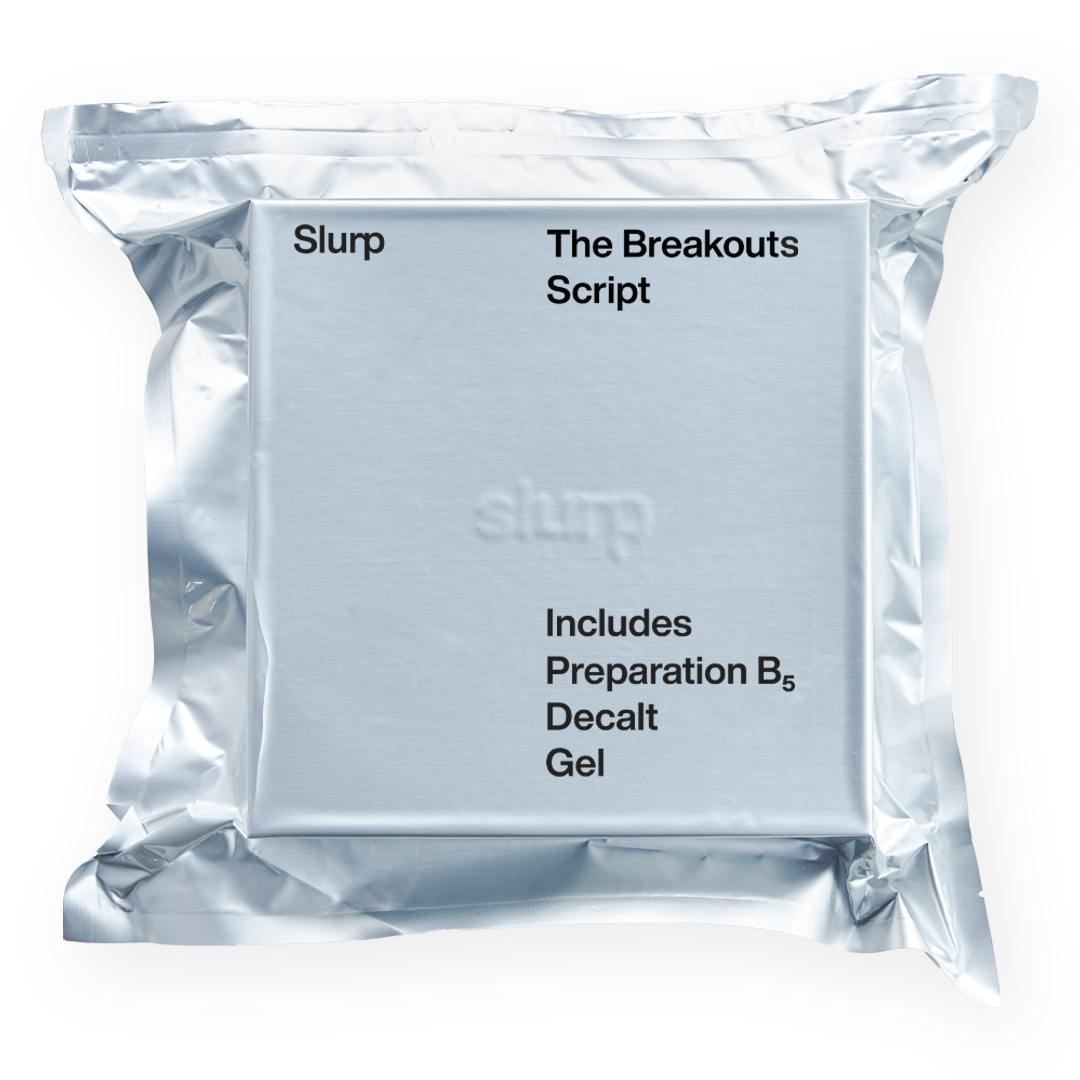 Slurp
The Breakouts
Script
slurp
Includes
Preparation B₅
Decalt
Gel